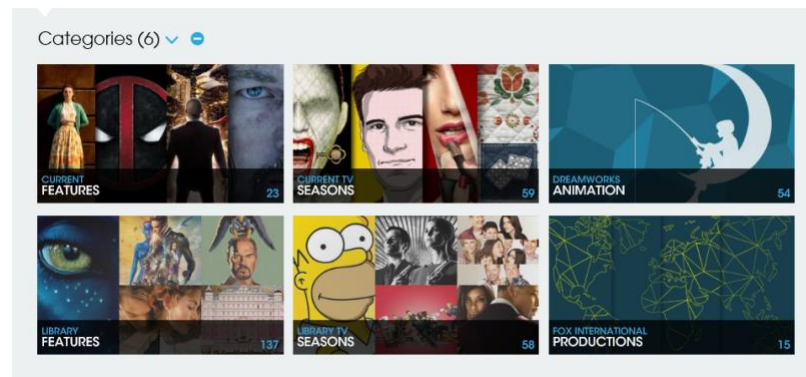 Categories (6)
CURRENT
FEATURES
23
CURRENT TV
SEASONS
59
DREAMWORKS
ANIMATION
54
LIBRARY
FEATURES
137
LIBRARY TV
SEASONS
58
FOX INTERNATIONAL
PRODUCTIONS
15